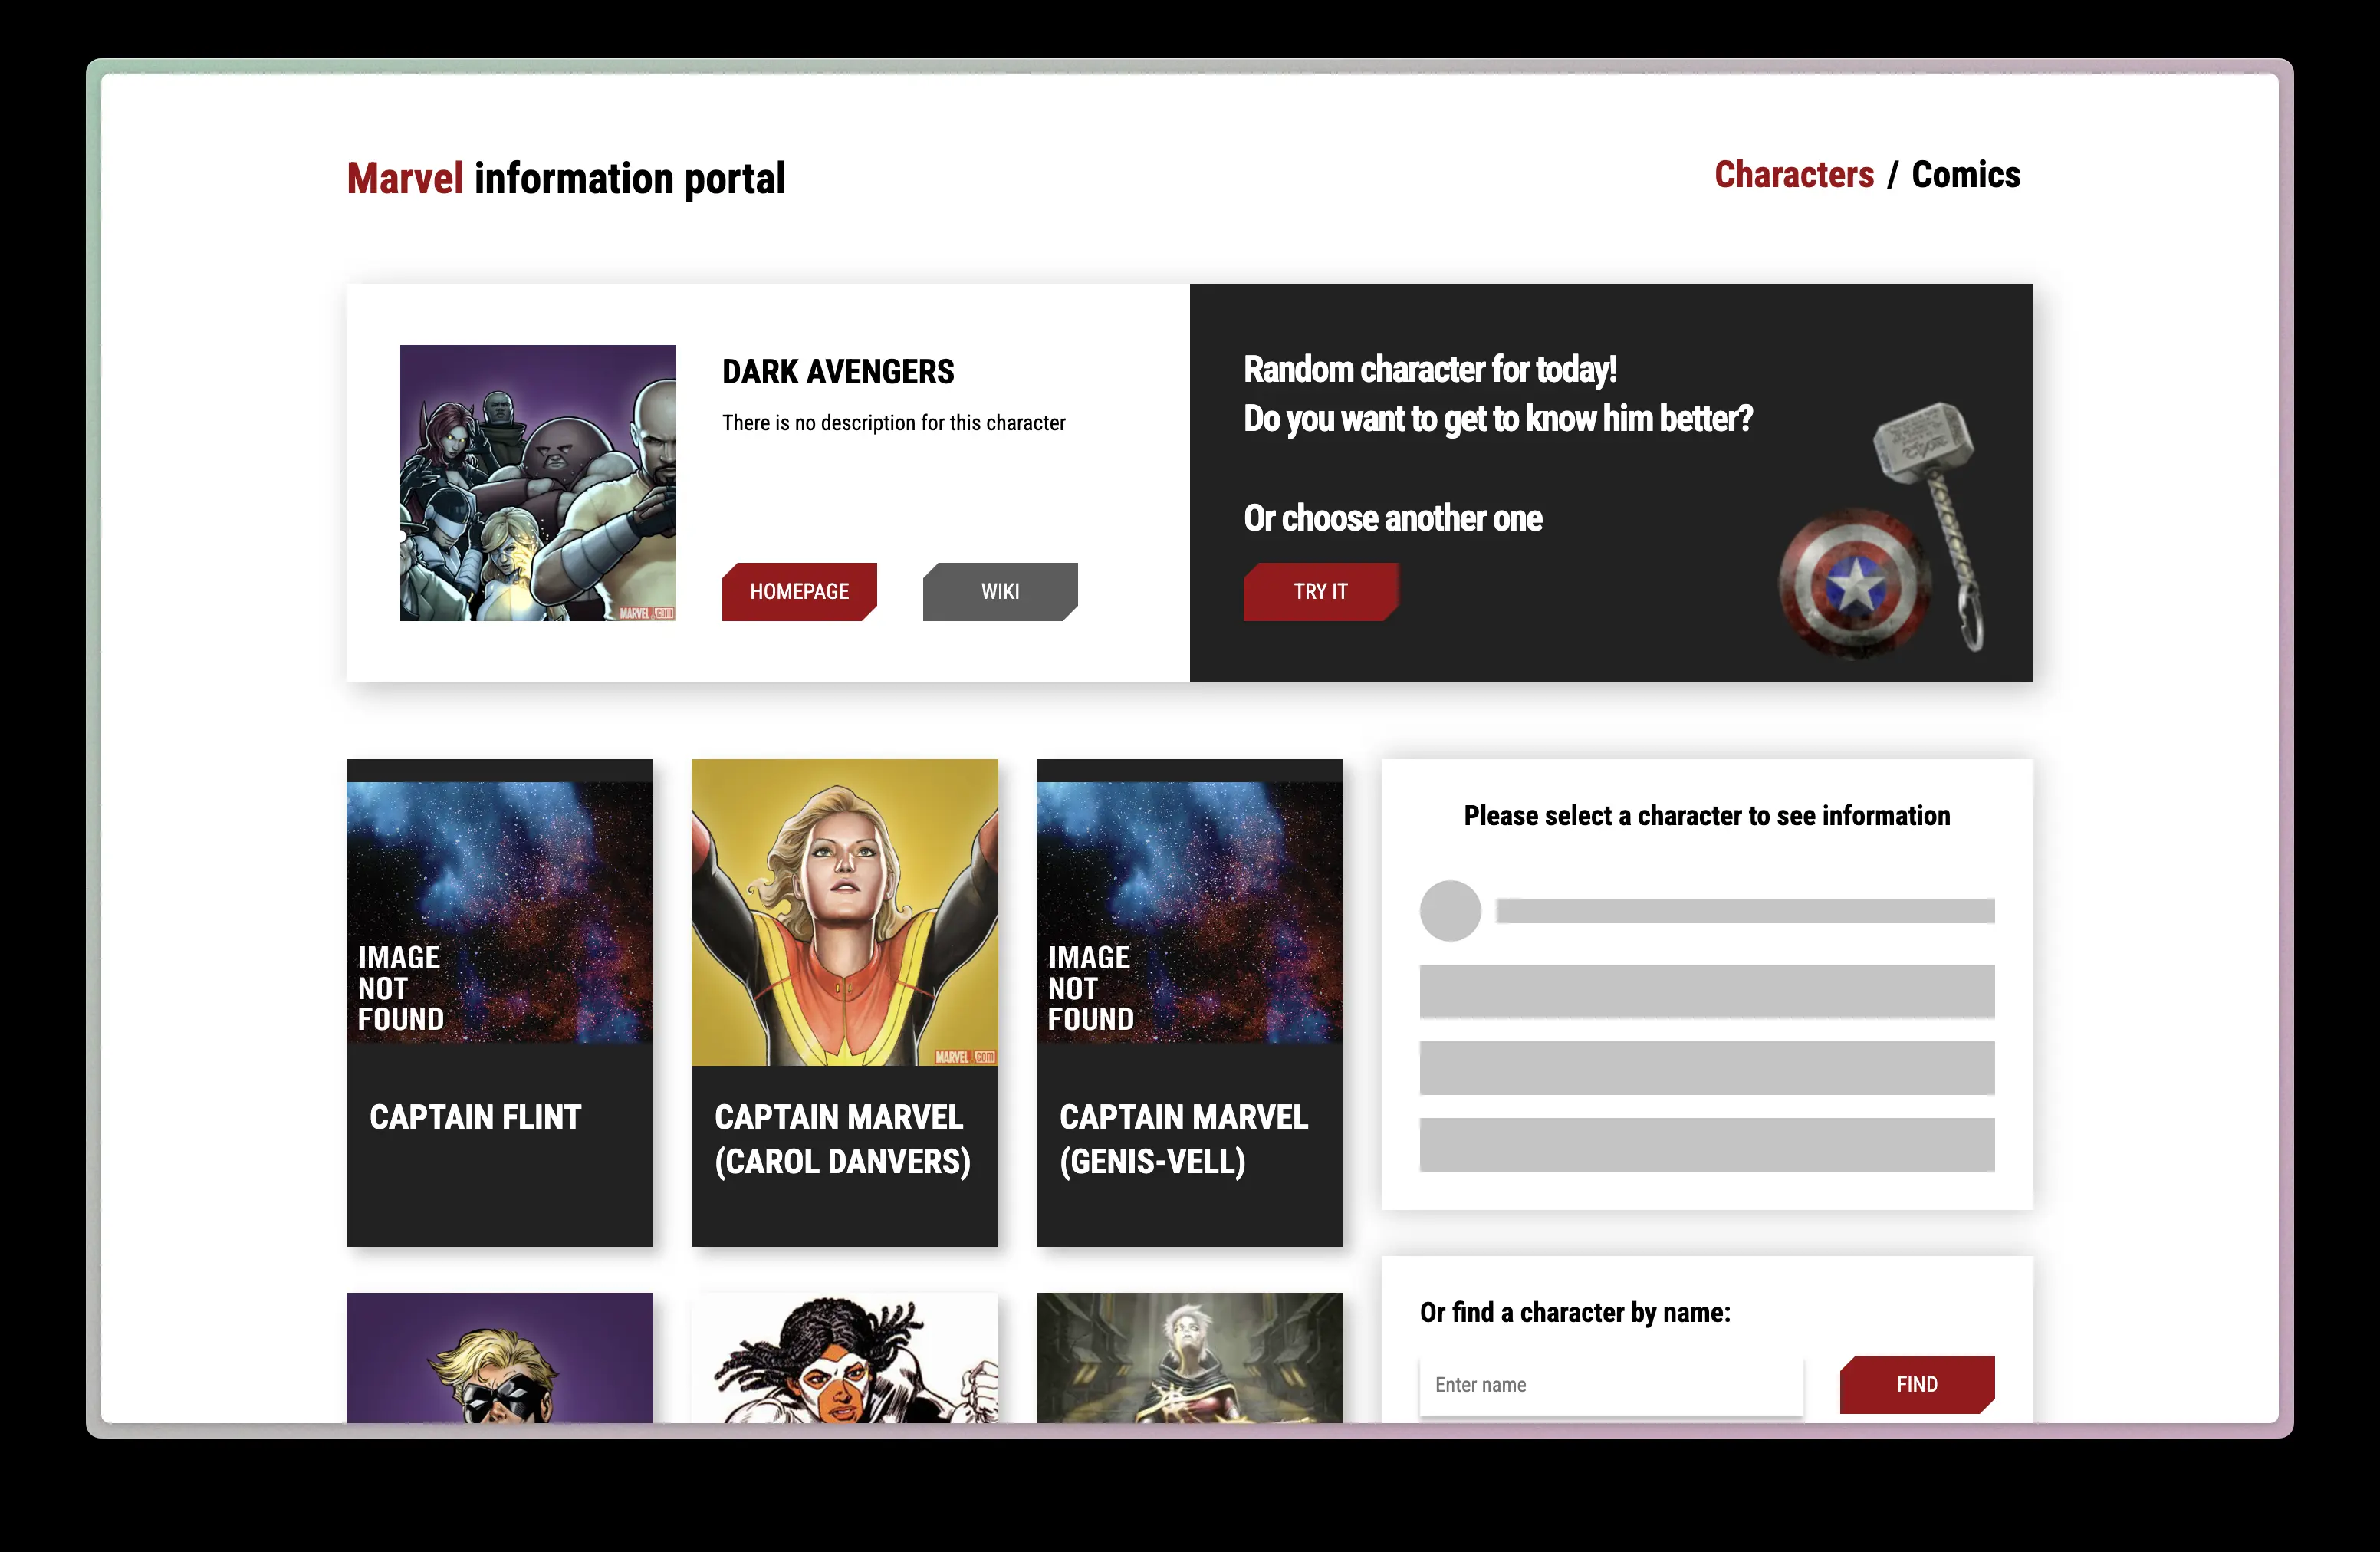 Marvel information portal
Characters / Comics
DARK AVENGERS
There is no description for this character
HOMEPAGE
WIKI
MARVEL.com
Random character for today!
Do you want to get to know him better?
Or choose another one
TRY IT
IMAGE
NOT
FOUND
CAPTAIN FLINT
MARVEL.com
CAPTAIN MARVEL
(CAROL DANVERS)
IMAGE
NOT
FOUND
CAPTAIN MARVEL
(GENIS-VELL)
Please select a character to see information
Or find a character by name:
Enter name
FIND